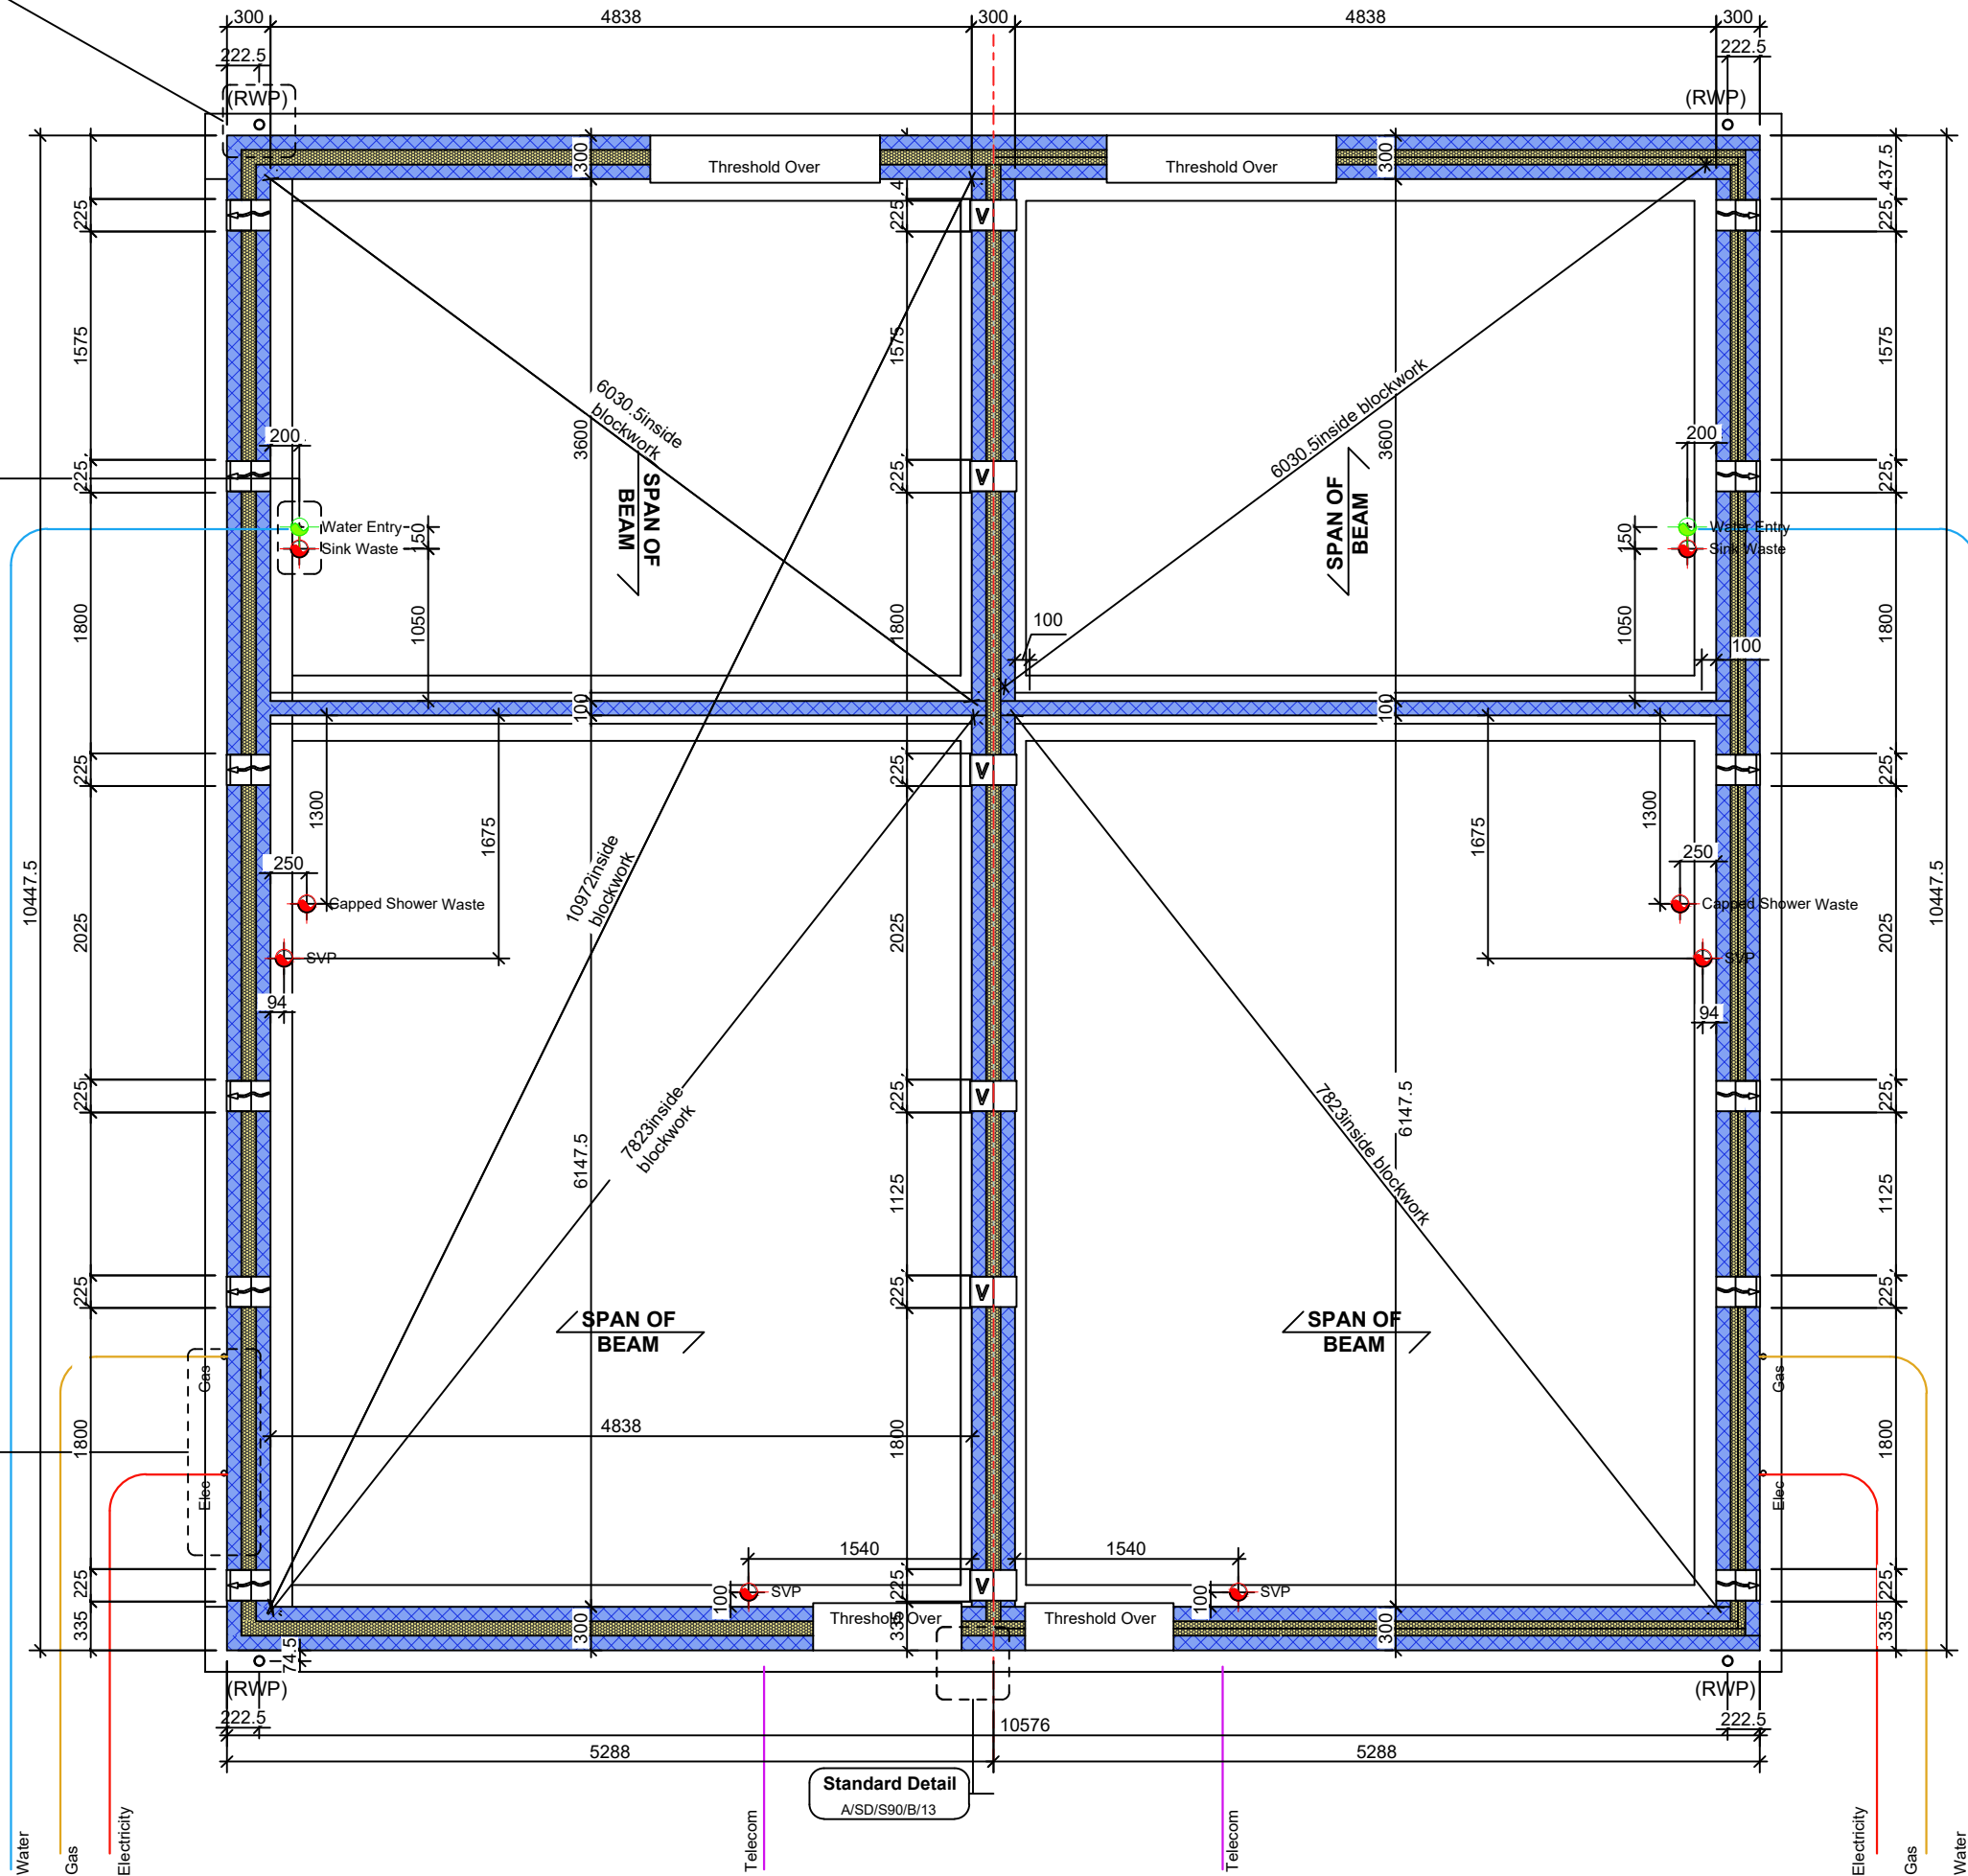 300
4838
300
4838
300
222.5
222.5
(RWP)
(RWP)
Threshold Over
Threshold Over
300
300
437.5
225
225
225
1575
1575
1575
6030.5inside
blockwork
6030.5inside blockwork
3600
3600
200
200
225
225
225
SPAN OF
BEAM
SPAN OF
BEAM
Water Entry
Sink Waste
150
Water Entry
Sink Waste
150
1050
1050
1800
1800
1800
100
100
100
100
225
225
225
1300
1675
1675
1300
250
250
10972inside
blockwork
Capped Shower Waste
Capped Shower Waste
10447.5
10447.5
2025
2025
2025
SVP
SVP
94
94
225
225
225
7823inside
blockwork
7823inside blockwork
6147.5
6147.5
1125
1125
1125
225
225
225
SPAN OF
BEAM
SPAN OF
BEAM
Gas
Gas
4838
1800
1800
1800
Elec
Elec
1540
1540
225
225
225
100
SVP
100
SVP
Threshold Over
Threshold Over
335
335
335
300
300
74.5
(RWP)
(RWP)
222.5
222.5
10576
5288
5288
Standard Detail
A/SD/S90/B/13
Water
Gas
Electricity
Telecom
Telecom
Electricity
Gas
Water